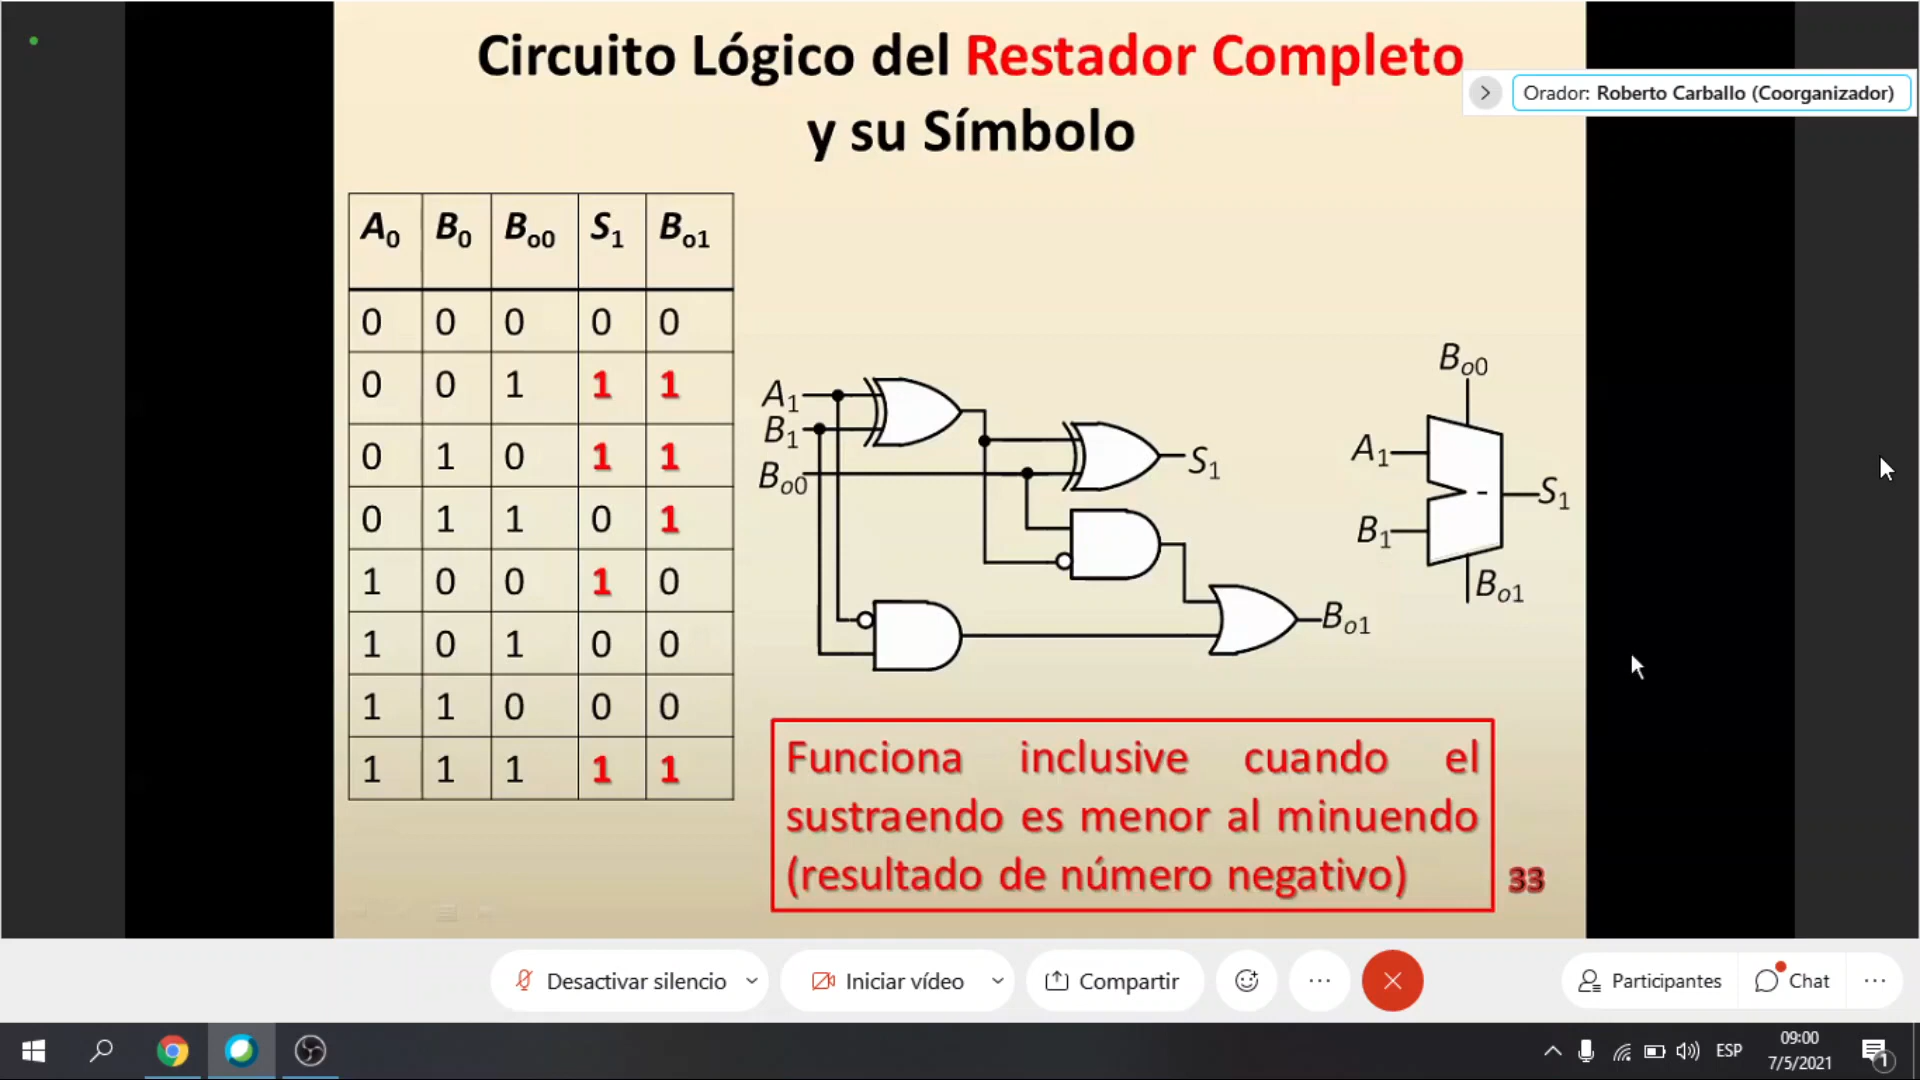 Circuito Lógico del Restador Completo
y su Símbolo
Orador: Roberto Carballo (Coorganizador)
A0 B0 Bo0 S1 Bo1
0 0 0 0 0
0 0 1 1 1
0 1 0 1 1
0 1 1 0 1
1 0 0 1 0
1 0 1 0 0
1 1 0 0 0
1 1 1 1 1
A1
B1
Bo0
S1
Bo1
Bo0
A1
B1
-
S1
Bo1
Funciona inclusive cuando el
sustraendo es menor al minuendo
(resultado de número negativo)
33
Desactivar silencio
Iniciar vídeo
Compartir
Participantes
Chat
ESP
09:00
7/5/2021
1